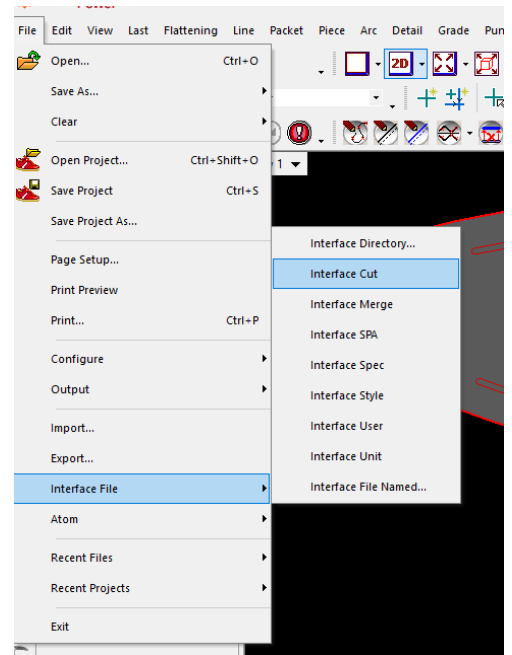 Power
File Edit View Last Flattening Line Packet Piece Arc Detail Grade Pun
Open... Ctrl+O
2D
Save As...
Clear
Open Project... Ctrl+Shift+O
1
Save Project Ctrl+S
Save Project As...
Interface Directory...
Page Setup...
Interface Cut
Print Preview
Interface Merge
Print... Ctrl+P
Interface SPA
Configure
Interface Spec
Output
Interface Style
Import...
Interface User
Export...
Interface Unit
Interface File
Interface File Named...
Atom
Recent Files
Recent Projects
Exit